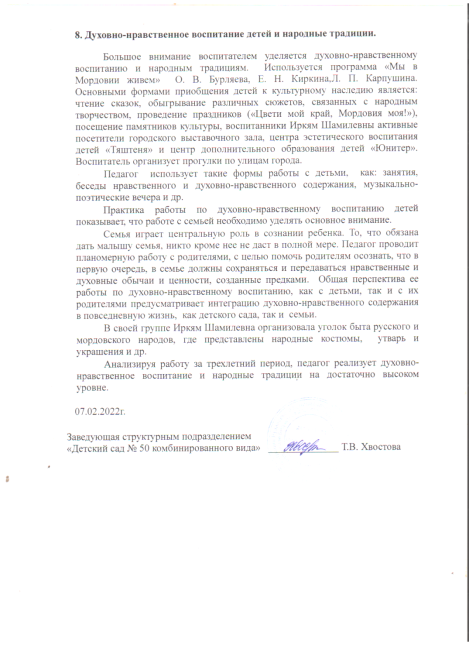 8. Духовно-нравственное воспитание детей и народные традиции.
Большое внимание воспитателем уделяется духовно-нравственному
воспитанию и народным традициям. Используется программа «Мы в
Мордовии живем» О. В. Бурляева, Е. Н. Киркина,Л. П. Карпушина.
Основными формами приобщения детей к культурному наследию является:
чтение сказок, обыгрывание различных сюжетов, связанных с народным
творчеством, проведение праздников («Цвети мой край, Мордовия моя!»),
посещение памятников культуры, воспитанники Иркям Шамилевны активные
посетители городского выставочного зала, центра эстетического воспитания
детей «Тяштеня» и центр дополнительного образования детей «Юнитер».
Воспитатель организует прогулки по улицам города.
Педагог использует такие формы работы с детьми, как: занятия,
беседы нравственного и духовно-нравственного содержания, музыкально-
поэтические вечера и др.
Практика работы по духовно-нравственному воспитанию детей
показывает, что работе с семьей необходимо уделять основное внимание.
Семья играет центральную роль в сознании ребенка. То, что обязана
дать малышу семья, никто кроме нее не даст в полной мере. Педагог проводит
планомерную работу с родителями, с целью помочь родителям осознать, что в
первую очередь, в семье должны сохраняться и передаваться нравственные и
духовные обычаи и ценности, созданные предками. Общая перспектива ее
работы по духовно-нравственному воспитанию, как с детьми, так и с их
родителями предусматривает интеграцию духовно-нравственного содержания
в повседневную жизнь, как детского сада, так и семьи.
В своей группе Иркям Шамилевна организовала уголок быта русского и
мордовского народов, где представлены народные костюмы, утварь и
украшения и др.
Анализируя работу за трехлетний период, педагог реализует духовно-
нравственное воспитание и народные традиции на достаточно высоком
уровне.
07.02.2022г.
Заведующая структурным подразделением
«Детский сад № 50 комбинированного вида» Т.В. Хвостова